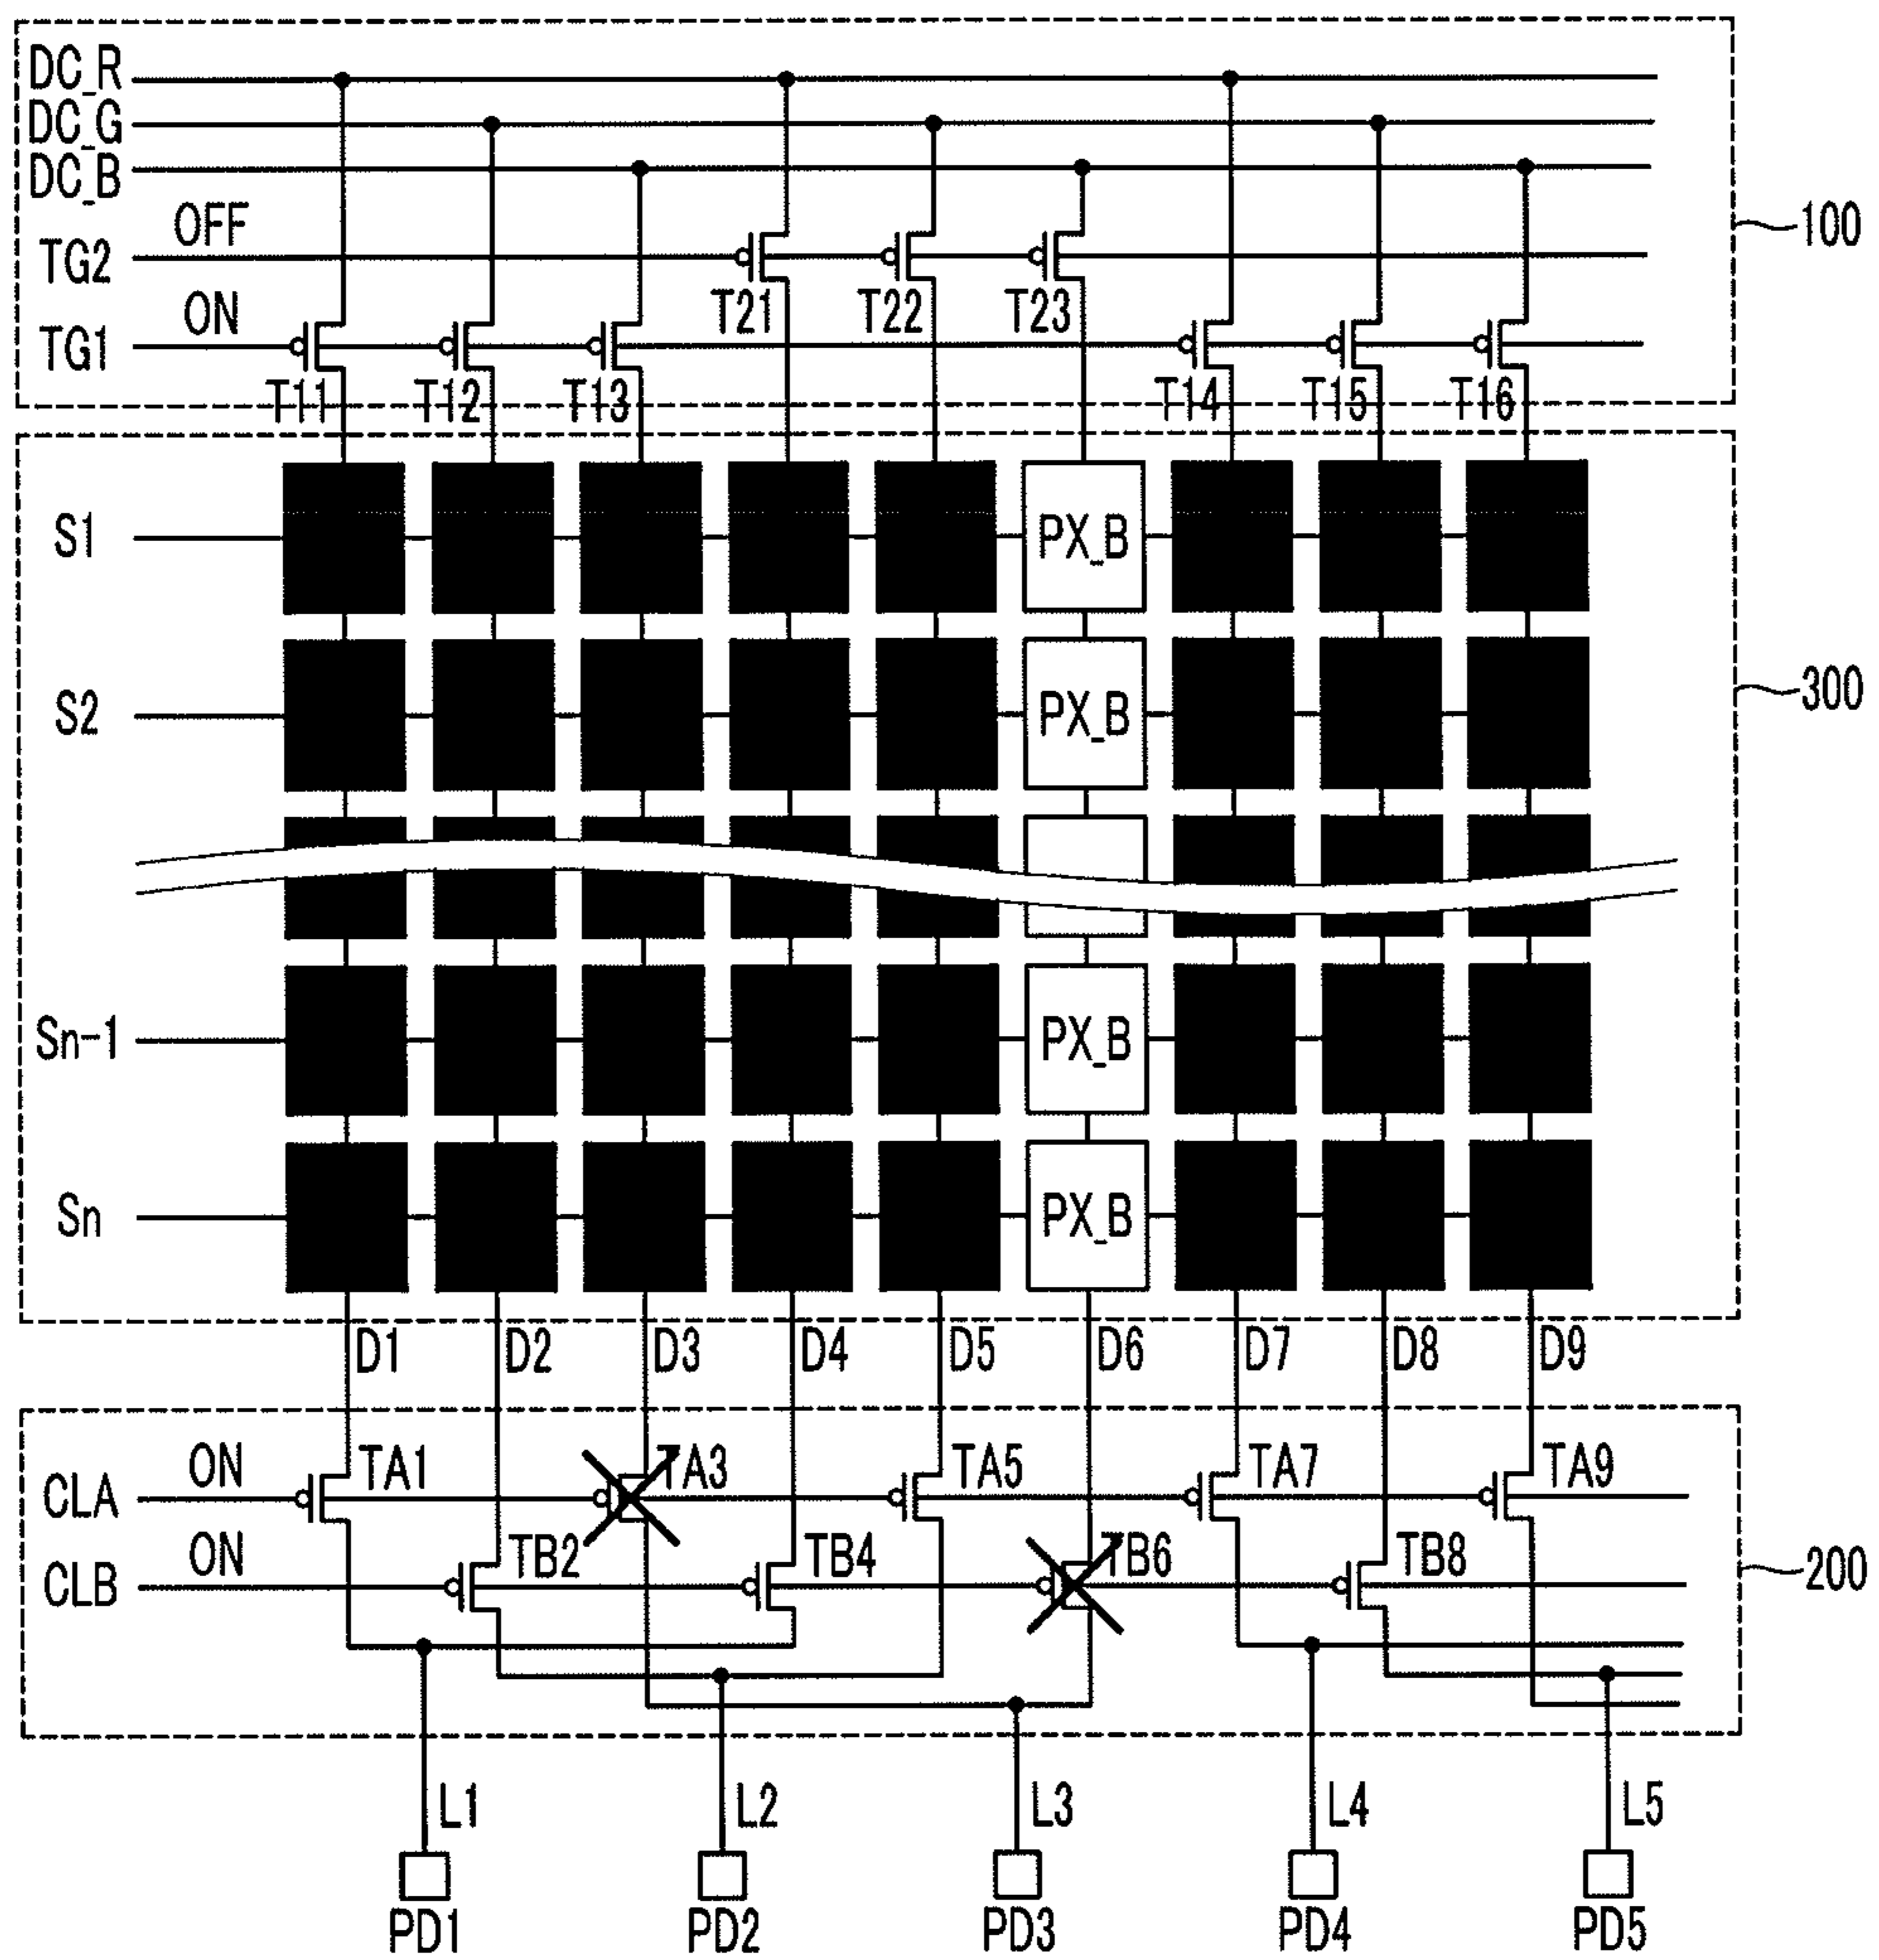 DC_R
DC_G
DC_B
OFF
TG2
T21 T22 T23
ON
TG1
T11 T12 T13 T14 T15 T16
100
S1 PX_B
S2 PX_B
300
Sn-1 PX_B
Sn PX_B
D1 D2 D3 D4 D5 D6 D7 D8 D9
ON TA1 TA3 TA5 TA7 TA9
CLA
ON TB2 TB4 TB6 TB8
CLB
200
L1 L2 L3 L4 L5
PD1 PD2 PD3 PD4 PD5